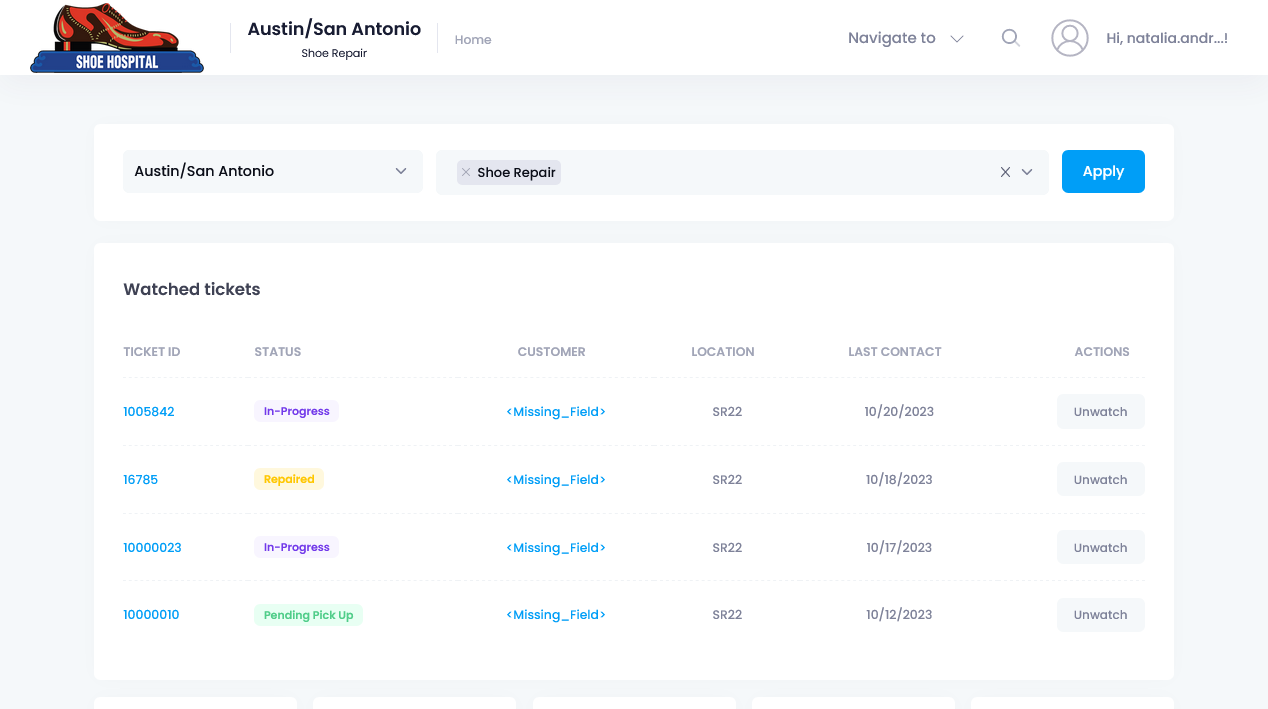 SHOE HOSPITAL
Austin/San Antonio
Shoe Repair
Home
Navigate to
Hi, natalia.andr...!
Austin/San Antonio
Shoe Repair
Apply
Watched tickets
TICKET ID STATUS CUSTOMER LOCATION LAST CONTACT ACTIONS
1005842 In-Progress <Missing_Field> SR22 10/20/2023 Unwatch
16785 Repaired <Missing_Field> SR22 10/18/2023 Unwatch
10000023 In-Progress <Missing_Field> SR22 10/17/2023 Unwatch
10000010 Pending Pick Up <Missing_Field> SR22 10/12/2023 Unwatch